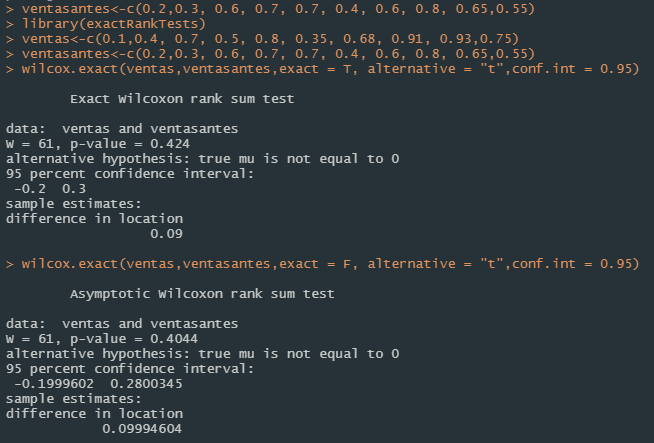 > ventasantes<-c(0.2,0.3, 0.6, 0.7, 0.7, 0.4, 0.6, 0.8, 0.65,0.55)
> library(exactRankTests)
> ventas<-c(0.1,0.4, 0.7, 0.5, 0.8, 0.35, 0.68, 0.91, 0.93,0.75)
> ventasantes<-c(0.2,0.3, 0.6, 0.7, 0.7, 0.4, 0.6, 0.8, 0.65,0.55)
> wilcox.exact(ventas,ventasantes,exact = T, alternative = "t",conf.int = 0.95)
Exact Wilcoxon rank sum test
data: ventas and ventasantes
W = 61, p-value = 0.424
alternative hypothesis: true mu is not equal to 0
95 percent confidence interval:
-0.2 0.3
sample estimates:
difference in location
0.09
> wilcox.exact(ventas,ventasantes,exact = F, alternative = "t",conf.int = 0.95)
Asymptotic Wilcoxon rank sum test
data: ventas and ventasantes
W = 61, p-value = 0.4044
alternative hypothesis: true mu is not equal to 0
95 percent confidence interval:
-0.1999602 0.2800345
sample estimates:
difference in location
0.09994604